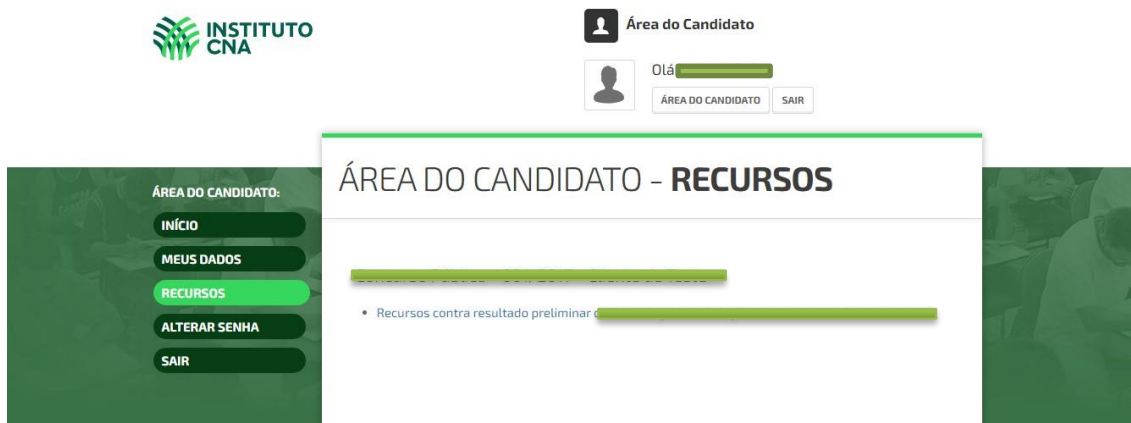 INSTITUTO
CNA
Área do Candidato
Olá
ÁREA DO CANDIDATO SAIR
ÁREA DO CANDIDATO - RECURSOS
ÁREA DO CANDIDATO:
INÍCIO
MEUS DADOS
RECURSOS
ALTERAR SENHA
SAIR
Recursos contra resultado preliminar